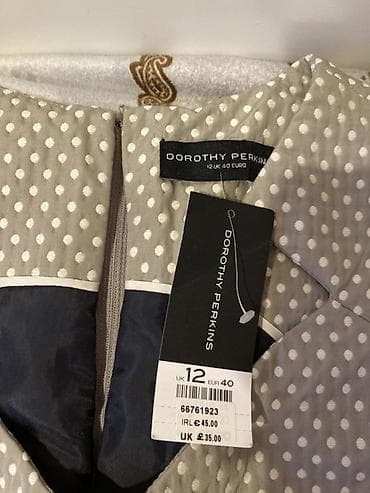 DOROTHY PERKINS
12 UK 40 EURO
DOROTHY PERKINS
UK 12 EUR 40
66761923
IRL €45.00
UK £35.00